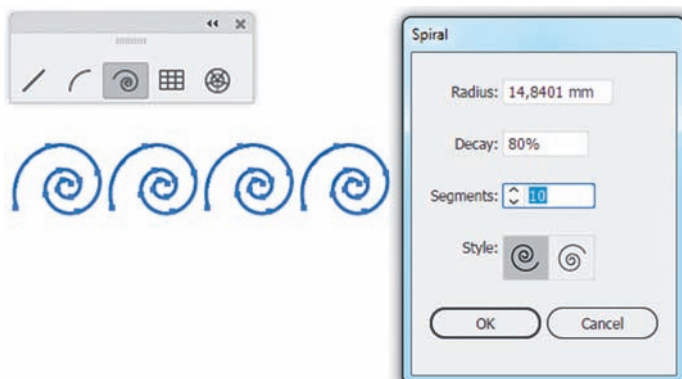 Spiral
Radius: 14,8401 mm
Decay: 80%
Segments: 10
Style:
OK Cancel